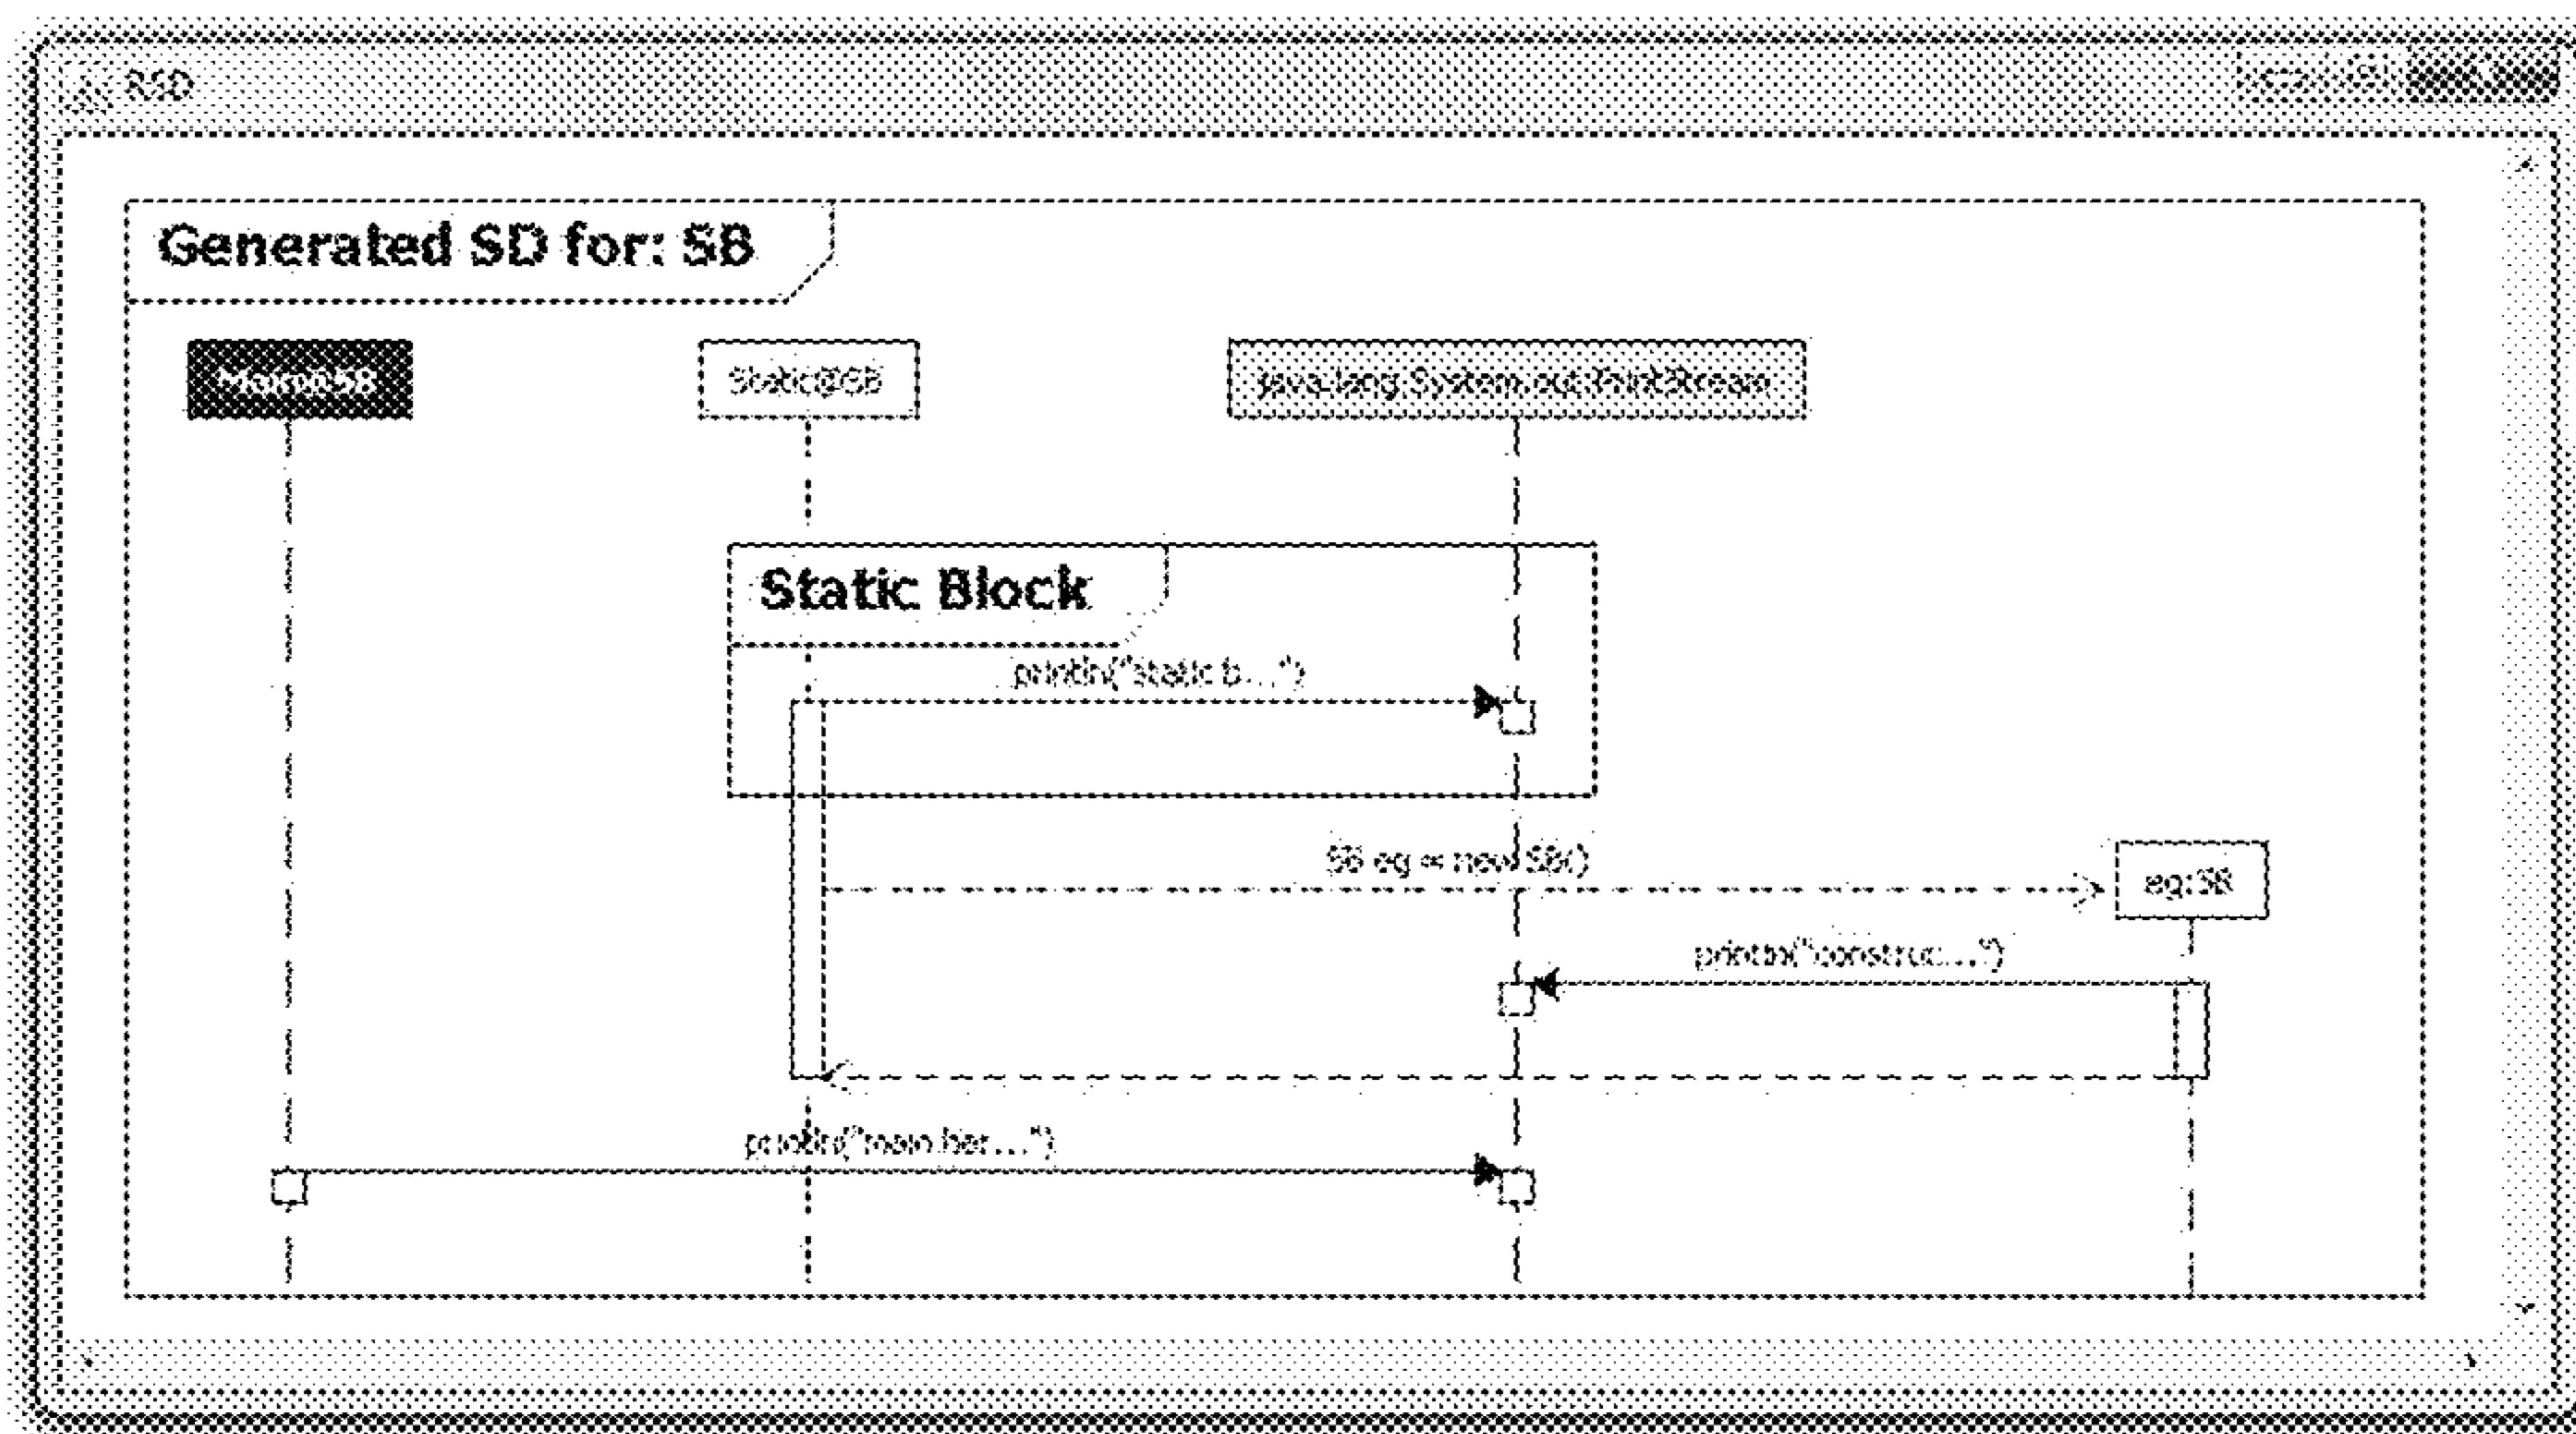 RSD
Generated SD for: SB
Main@SB
Static@SB
java.lang.System.out:PrintStream
Static Block
println("static b...")
SB eg = new SB()
eg:SB
println("construc...")
println("main ber...")